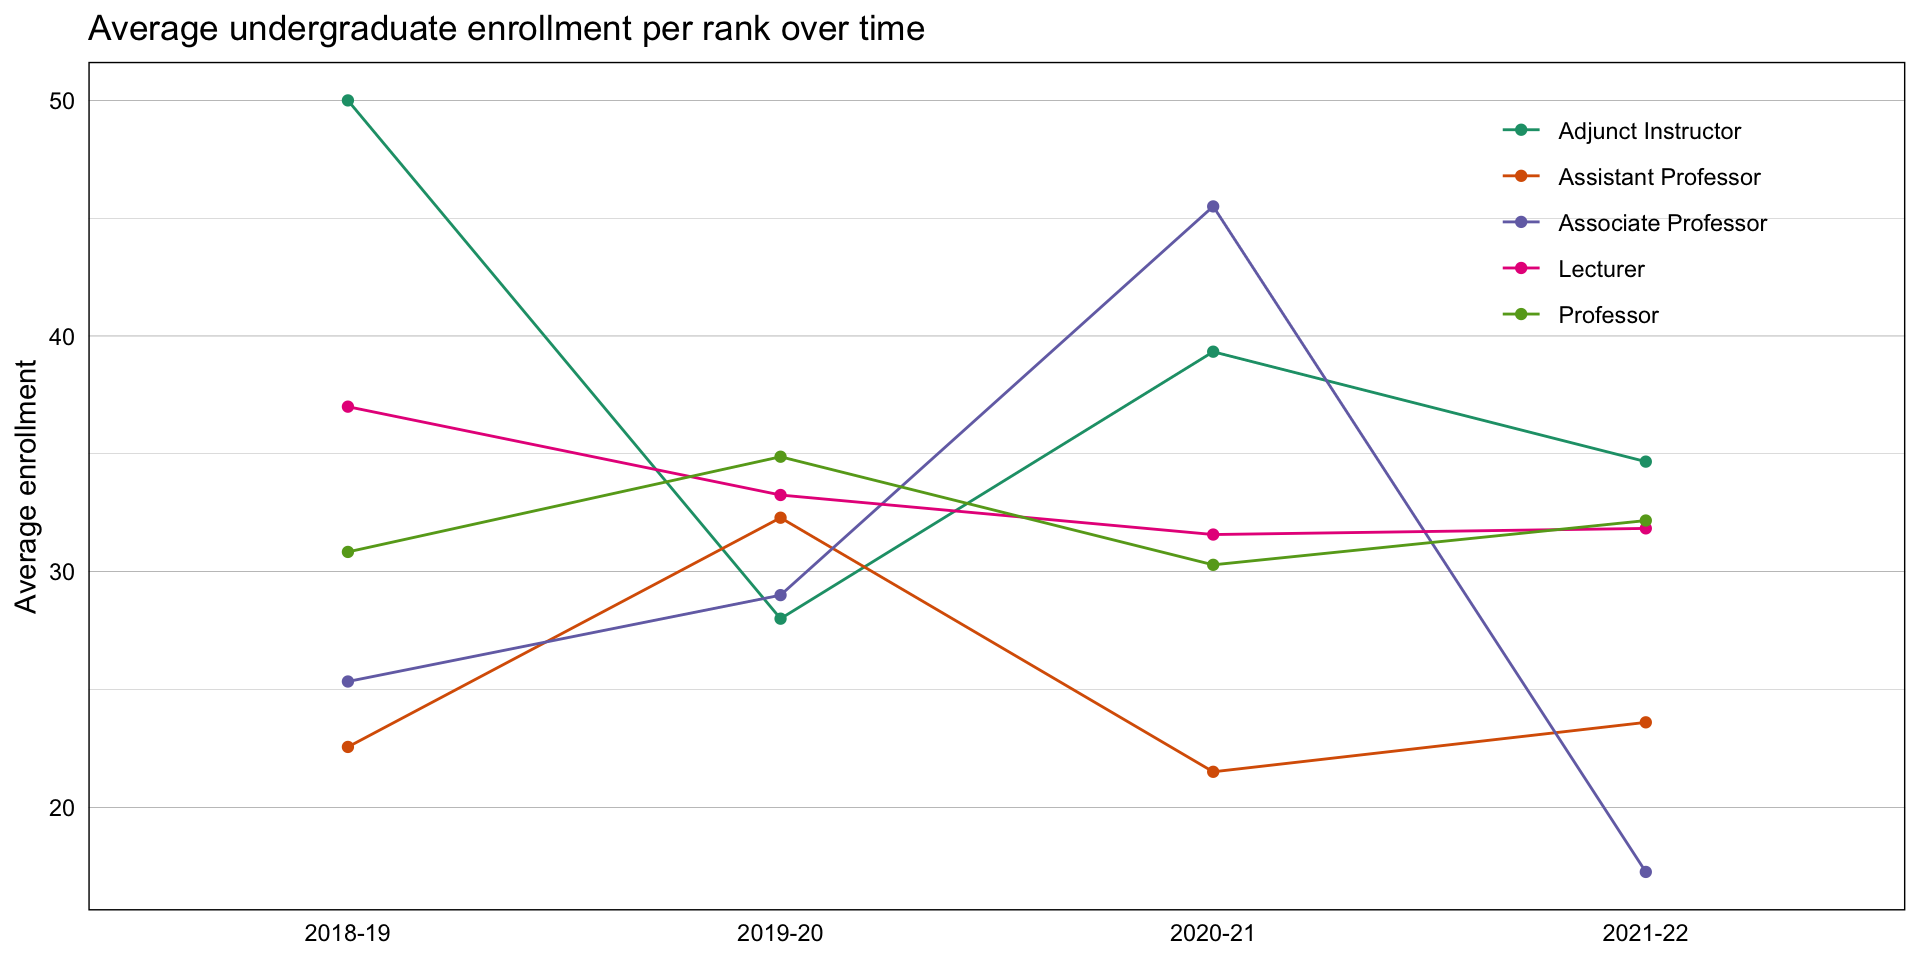 Average undergraduate enrollment per rank over time
50
40
30
20
Average enrollment
Adjunct Instructor
Assistant Professor
Associate Professor
Lecturer
Professor
2018-19
2019-20
2020-21
2021-22